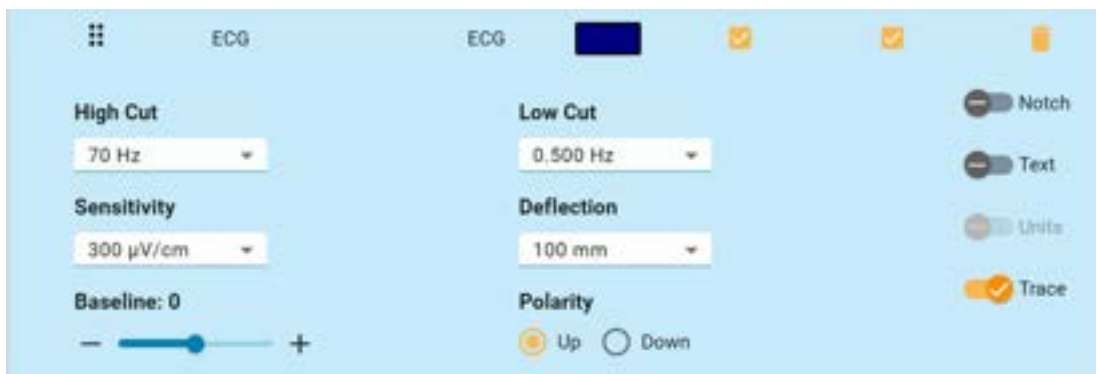 ECG ECG
High Cut
Low Cut
Notch
70 Hz
0.500 Hz
Text
Sensitivity
Deflection
300 µV/cm
100 mm
Units
Baseline: 0
Polarity
Trace
Up Down